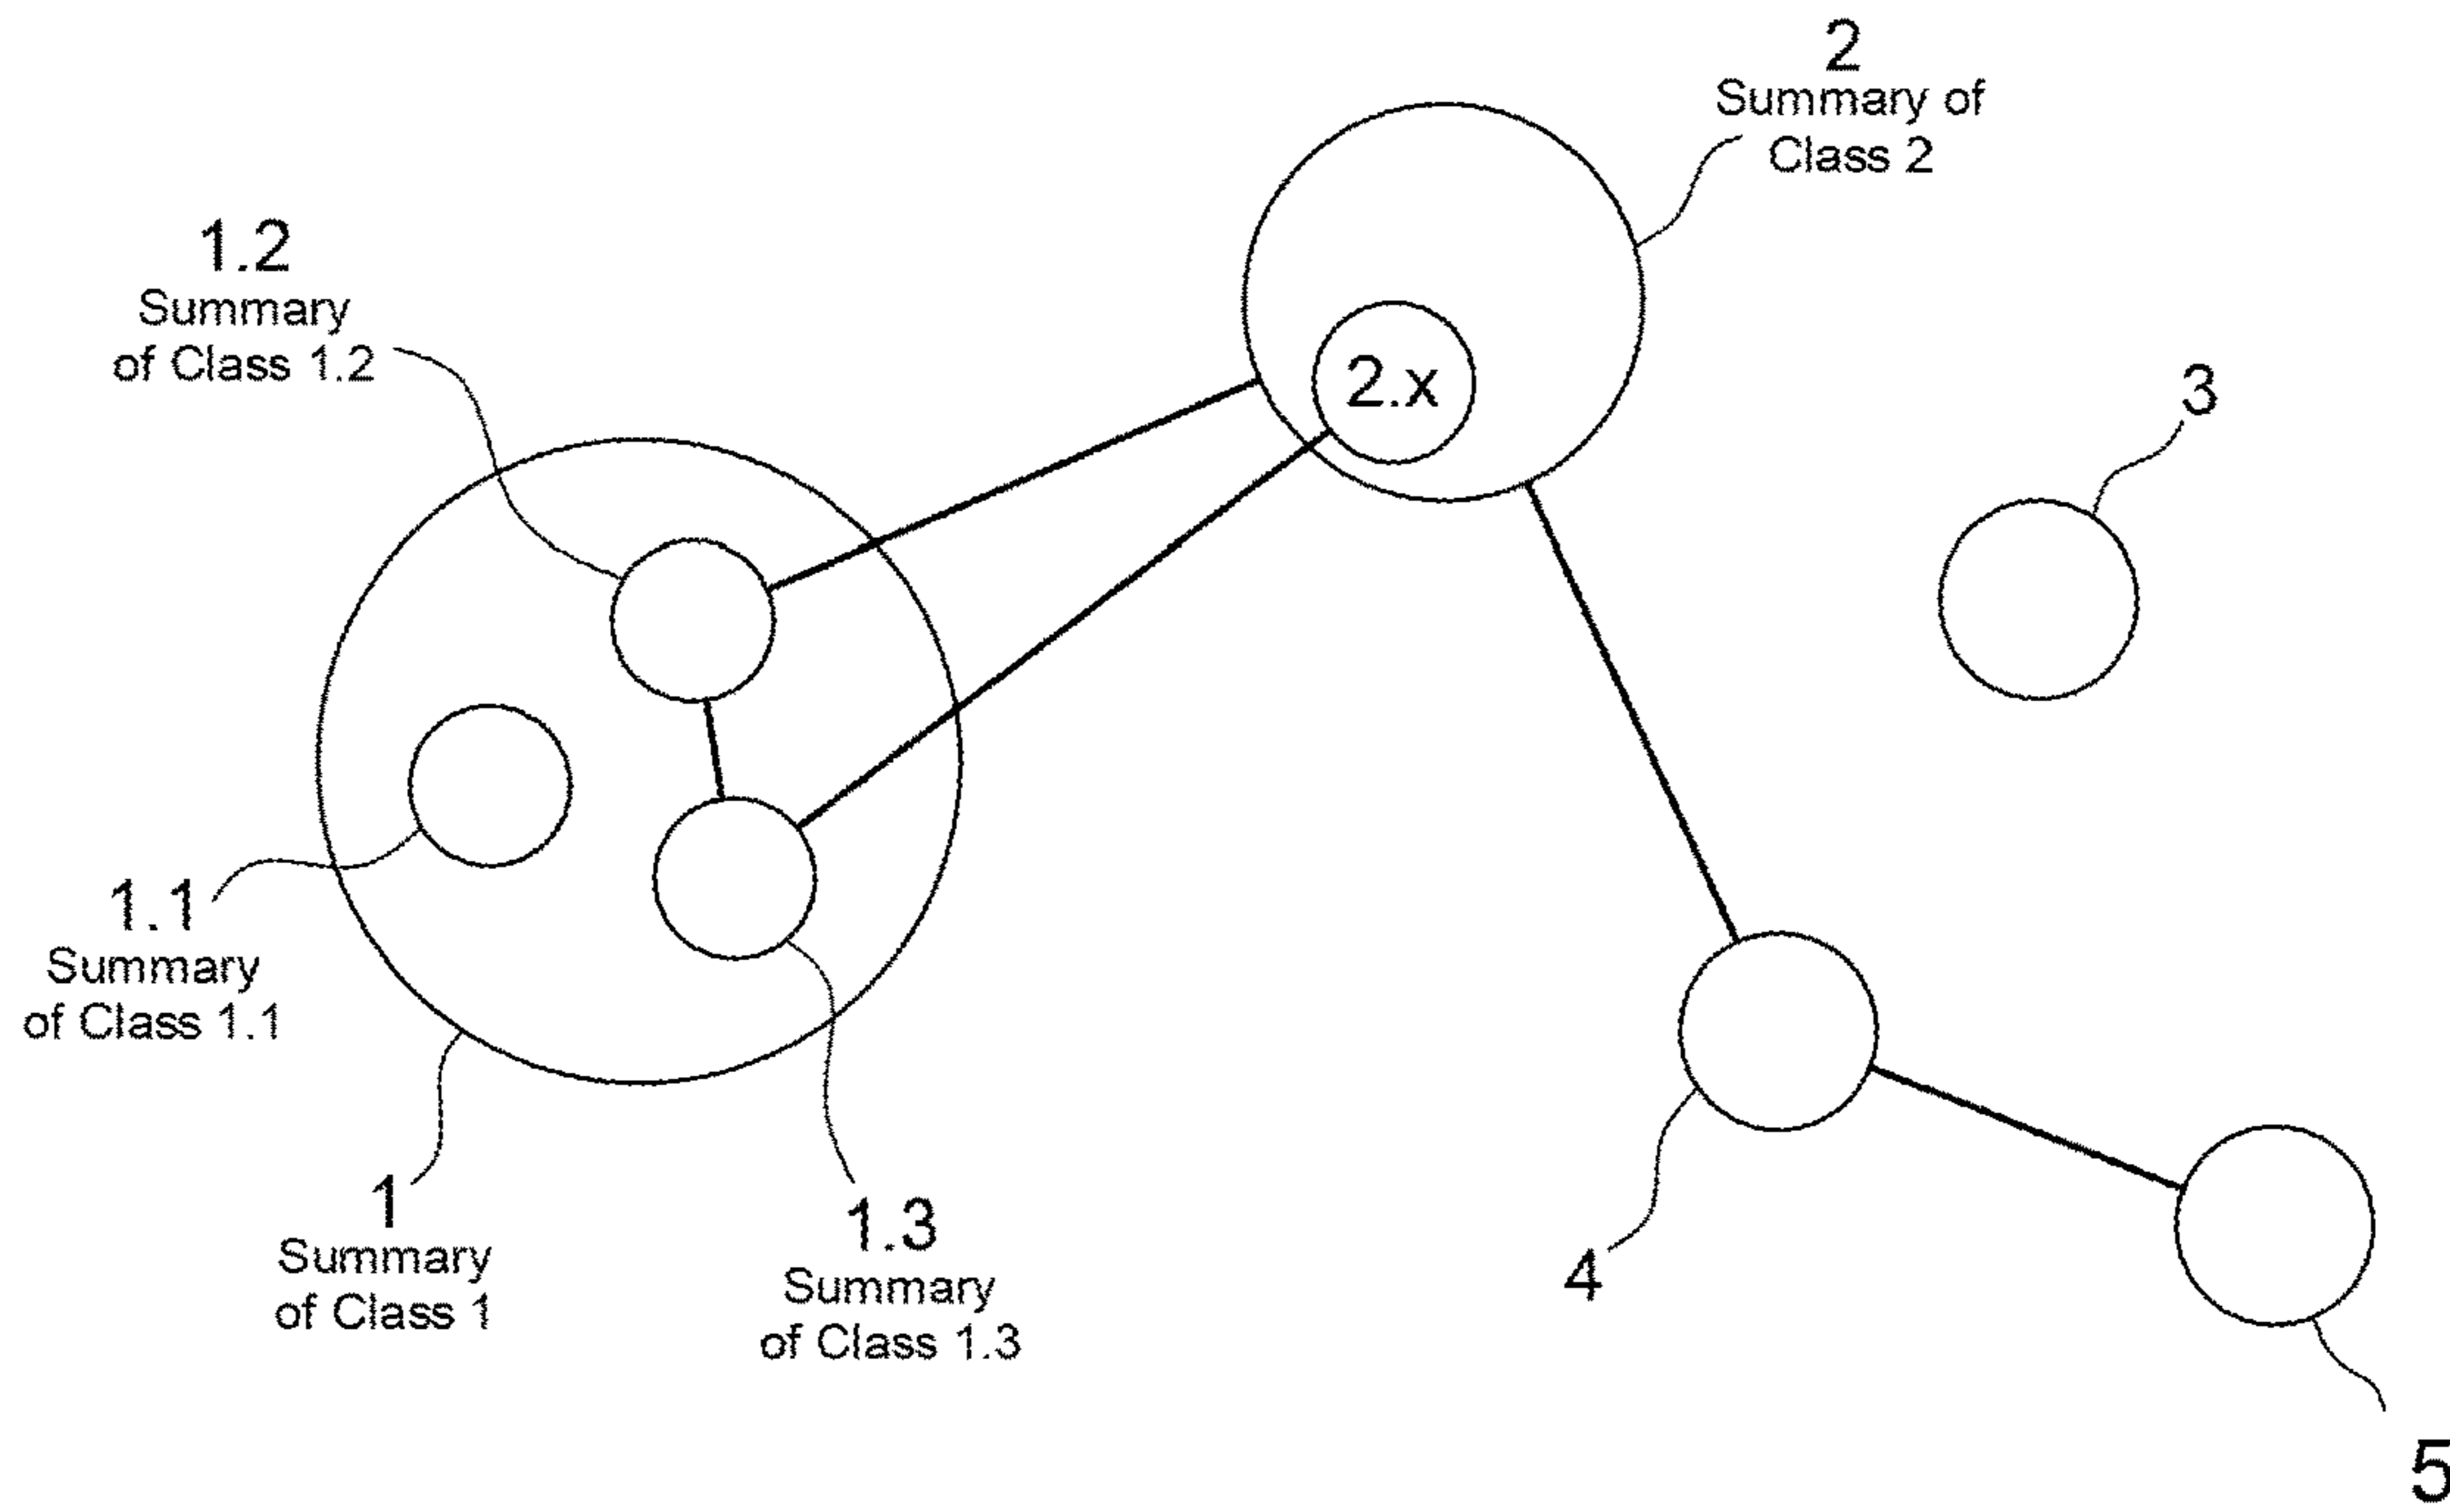 2
Summary of
Class 2
1.2
Summary
of Class 1.2
2.x
3
1.1
Summary
of Class 1.1
1
Summary
of Class 1
1.3
Summary
of Class 1.3
4
5